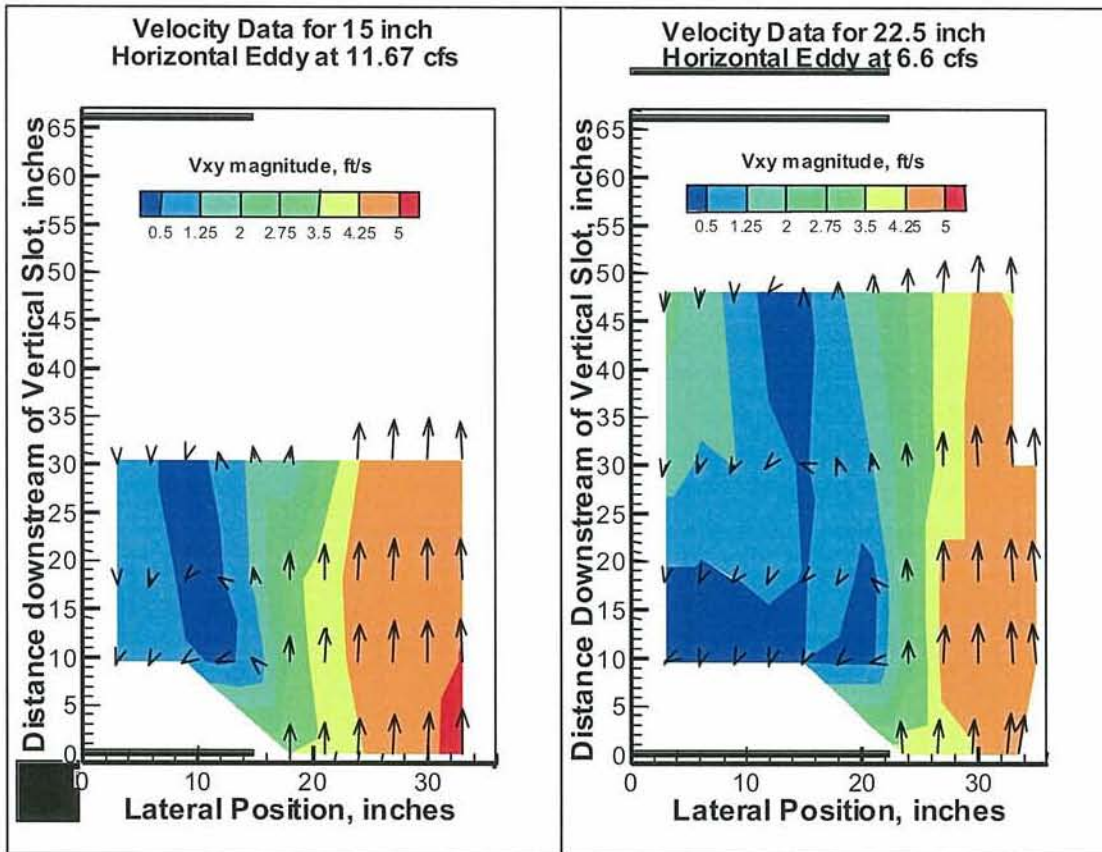 Velocity Data for 15 inch
Horizontal Eddy at 11.67 cfs
Distance downstream of Vertical Slot, inches
65
60
55
50
45
40
35
30
25
20
15
10
5
0
Vxy magnitude, ft/s
0.5 1.25 2 2.75 3.5 4.25 5
0 10 20 30
Lateral Position, inches
Velocity Data for 22.5 inch
Horizontal Eddy at 6.6 cfs
Distance Downstream of Vertical Slot, inches
65
60
55
50
45
40
35
30
25
20
15
10
5
0
Vxy magnitude, ft/s
0.5 1.25 2 2.75 3.5 4.25 5
0 10 20 30
Lateral Position, inches